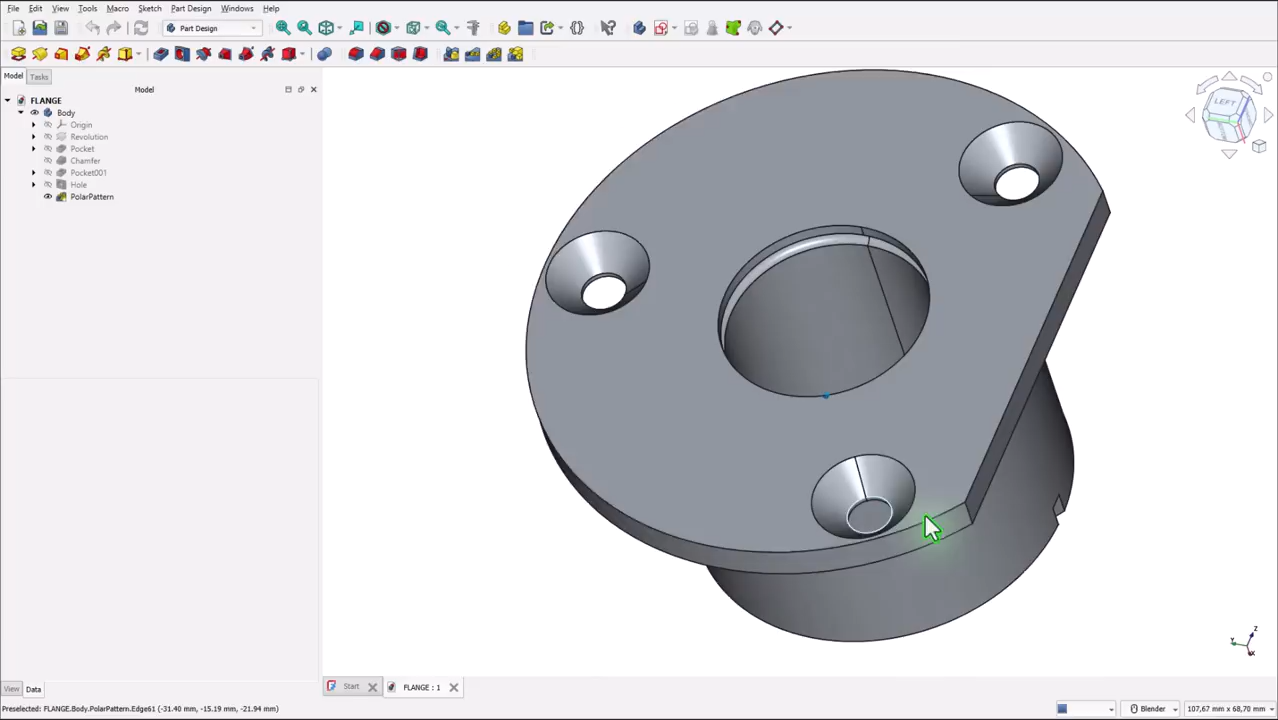 File Edit View Tools Macro Sketch Part Design Windows Help
Part Design
Model Tasks
Model
FLANGE
Body
Origin
Revolution
Pocket
Chamfer
Pocket001
Hole
PolarPattern
LEFT
Z
Y
X
View Data
Start
FLANGE : 1
Preselected: FLANGE.Body.PolarPattern.Edge61 (-31.40 mm, -15.19 mm, -21.94 mm)
Blender
107,67 mm x 68,70 mm